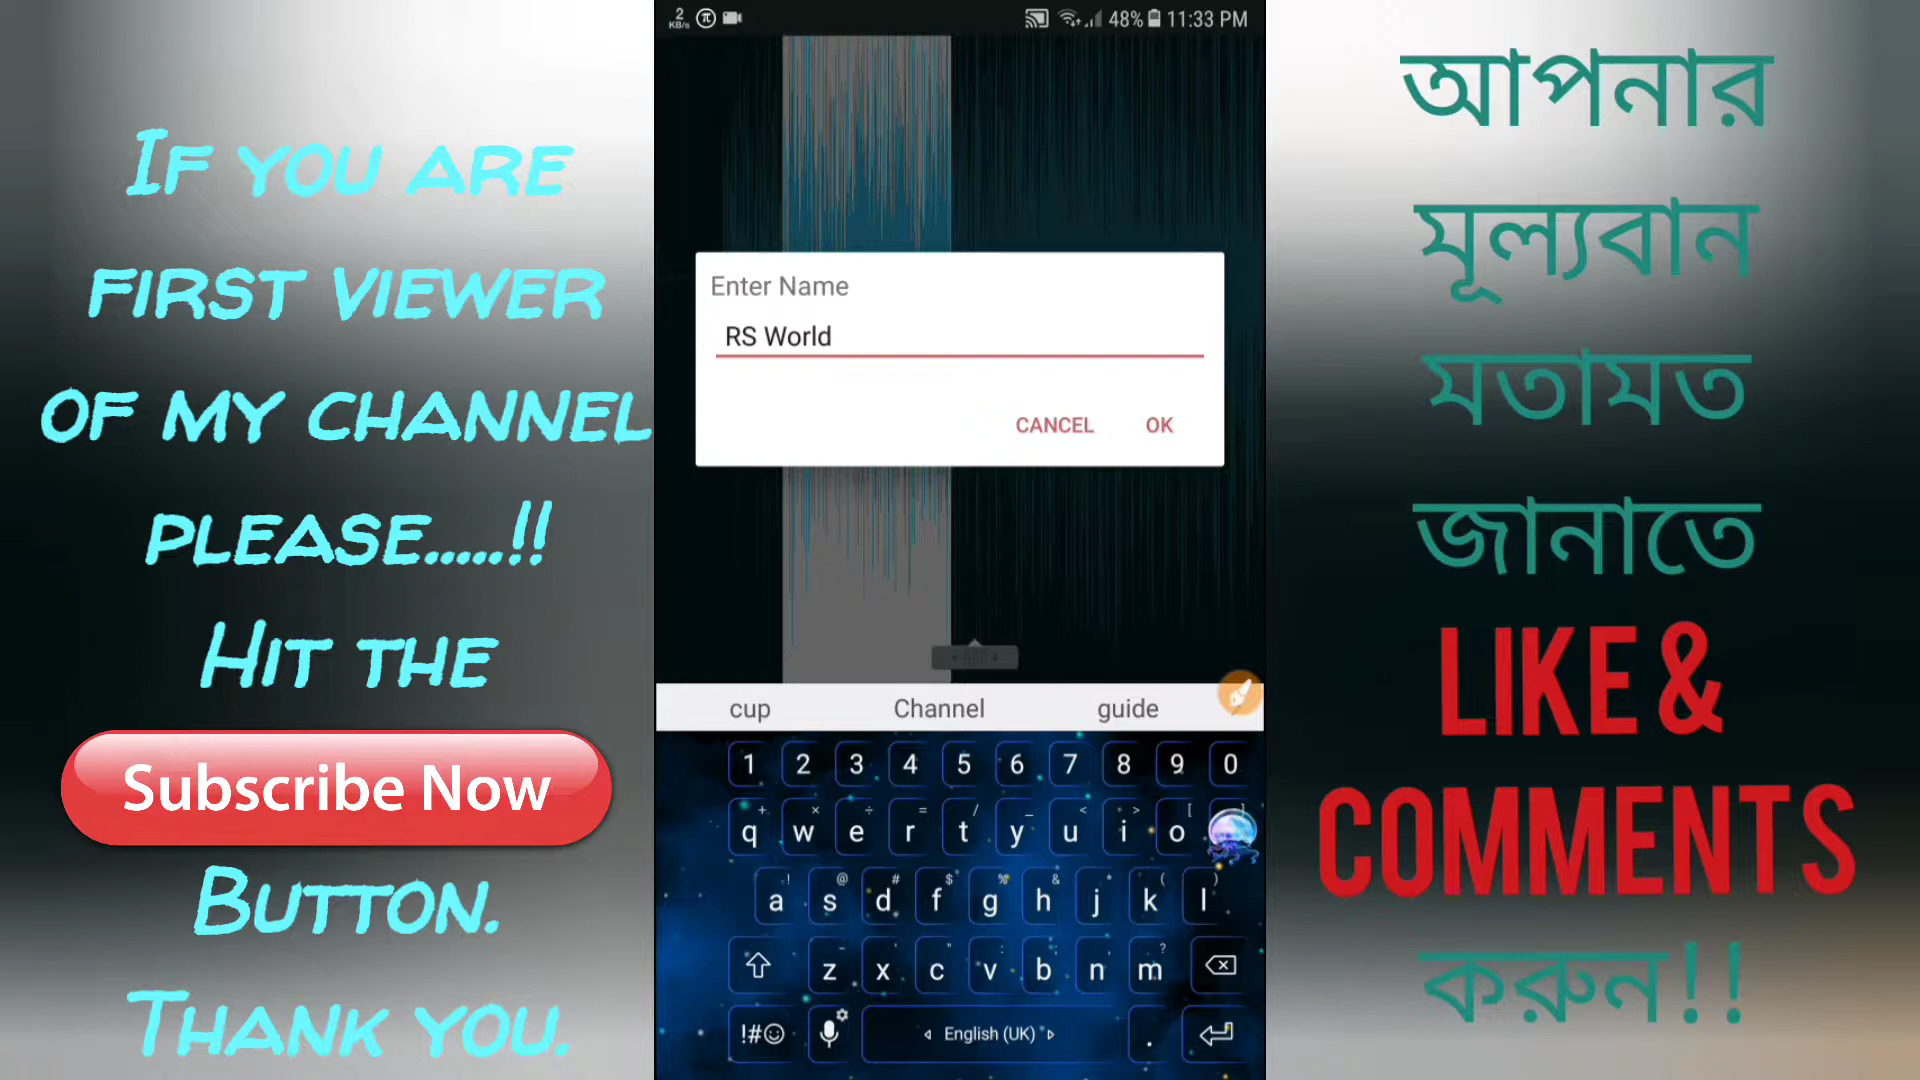 If you are
first viewer
of my channel
please.....!!
Hit the
Subscribe Now
Button.
Thank you.
2
KB/s
48% 11:33 PM
Enter Name
RS World
CANCEL OK
cup Channel guide
1 2 3 4 5 6 7 8 9 0
+ × ÷ = / _ < > [ ]
q w e r t y u i o
! @ # $ % & * ( )
a s d f g h j k l
- ' " : ; ?
z x c v b n m
!#☺ English (UK) .
আপনার
মূল্যবান
মতামত
জানাতে
LIKE &
COMMENTS
করুন!!